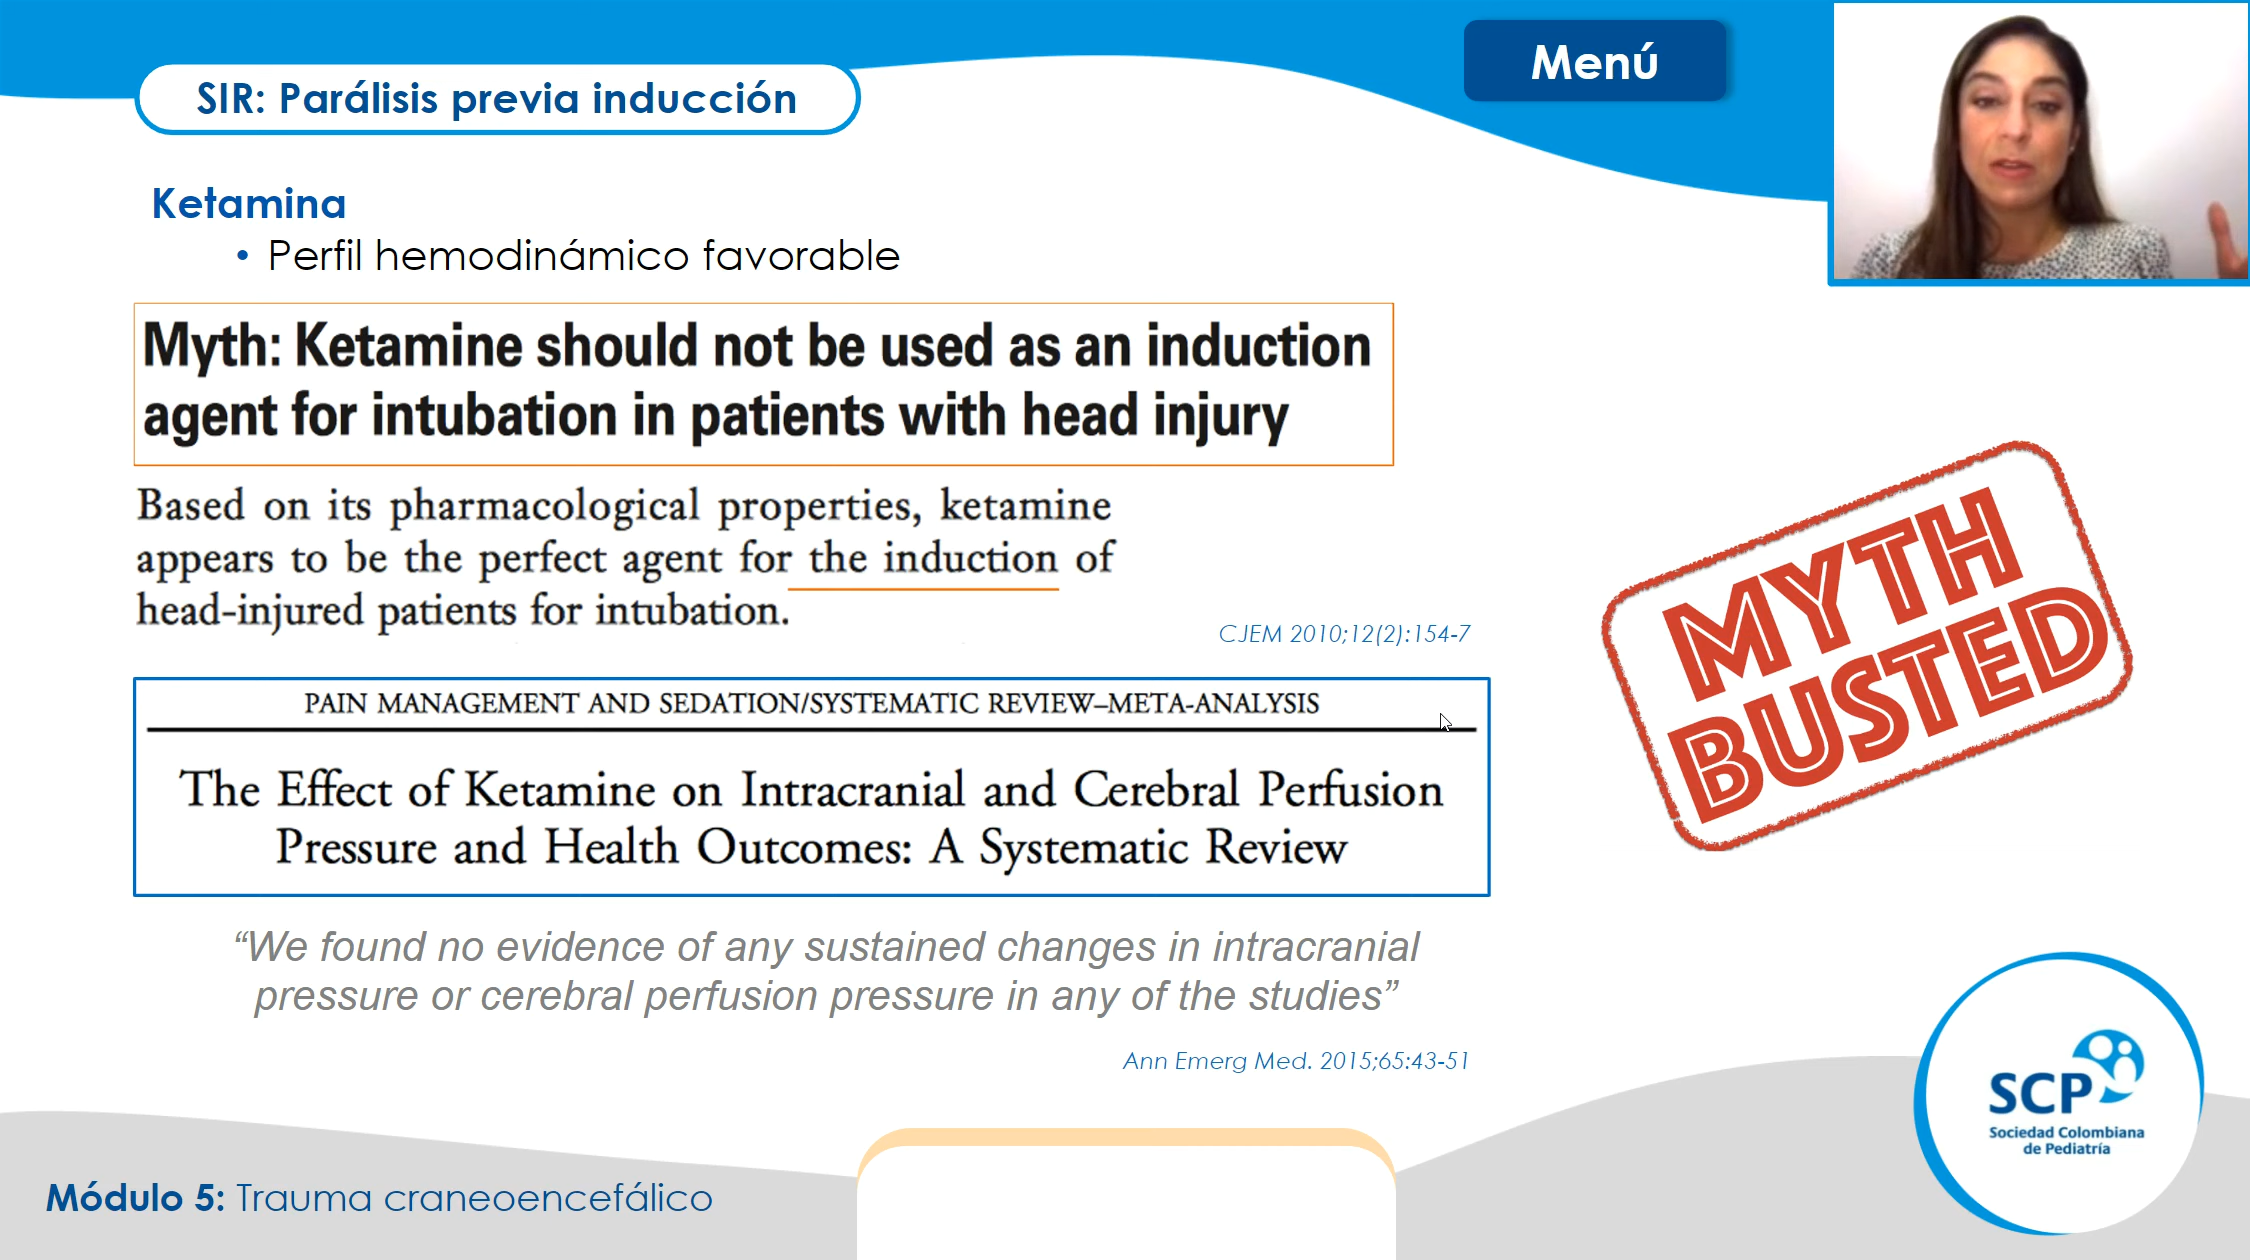 Menú
SIR: Parálisis previa inducción
Ketamina
• Perfil hemodinámico favorable
Myth: Ketamine should not be used as an induction
agent for intubation in patients with head injury
Based on its pharmacological properties, ketamine
appears to be the perfect agent for the induction of
head-injured patients for intubation.
CJEM 2010;12(2):154-7
MYTH
BUSTED
PAIN MANAGEMENT AND SEDATION/SYSTEMATIC REVIEW–META-ANALYSIS
The Effect of Ketamine on Intracranial and Cerebral Perfusion
Pressure and Health Outcomes: A Systematic Review
“We found no evidence of any sustained changes in intracranial
pressure or cerebral perfusion pressure in any of the studies”
Ann Emerg Med. 2015;65:43-51
SCP
Sociedad Colombiana
de Pediatría
Módulo 5: Trauma craneoencefálico